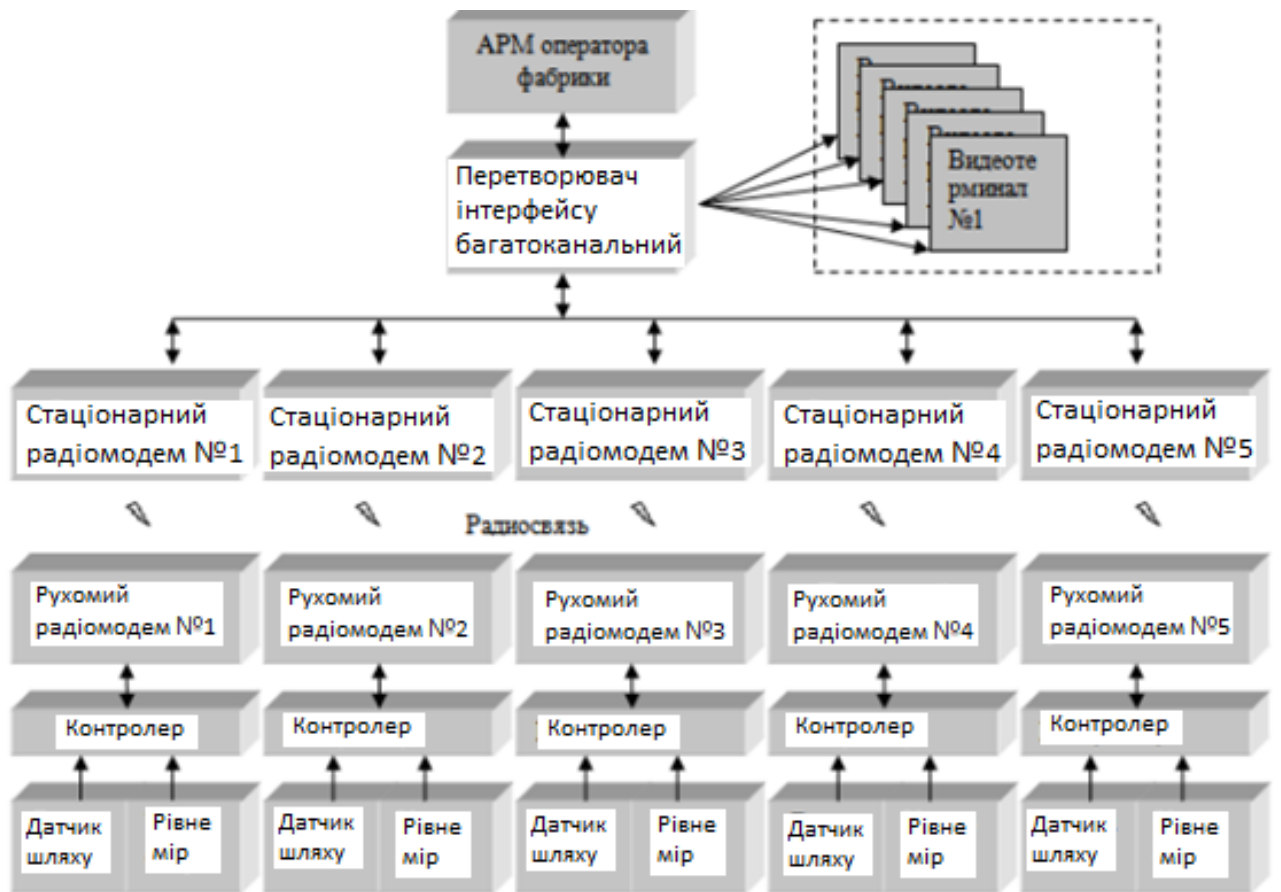 АРМ оператора
фабрики
Перетворювач
інтерфейсу
багатоканальний
Видеоте
рминал
№1
Стаціонарний
радіомодем №1
Стаціонарний
радіомодем №2
Стаціонарний
радіомодем №3
Стаціонарний
радіомодем №4
Стаціонарний
радіомодем №5
Радиосвязь
Рухомий
радіомодем №1
Рухомий
радіомодем №2
Рухомий
радіомодем №3
Рухомий
радіомодем №4
Рухомий
радіомодем №5
Контролер
Контролер
Контролер
Контролер
Контролер
Датчик
шляху
Рівне
мір
Датчик
шляху
Рівне
мір
Датчик
шляху
Рівне
мір
Датчик
шляху
Рівне
мір
Датчик
шляху
Рівне
мір